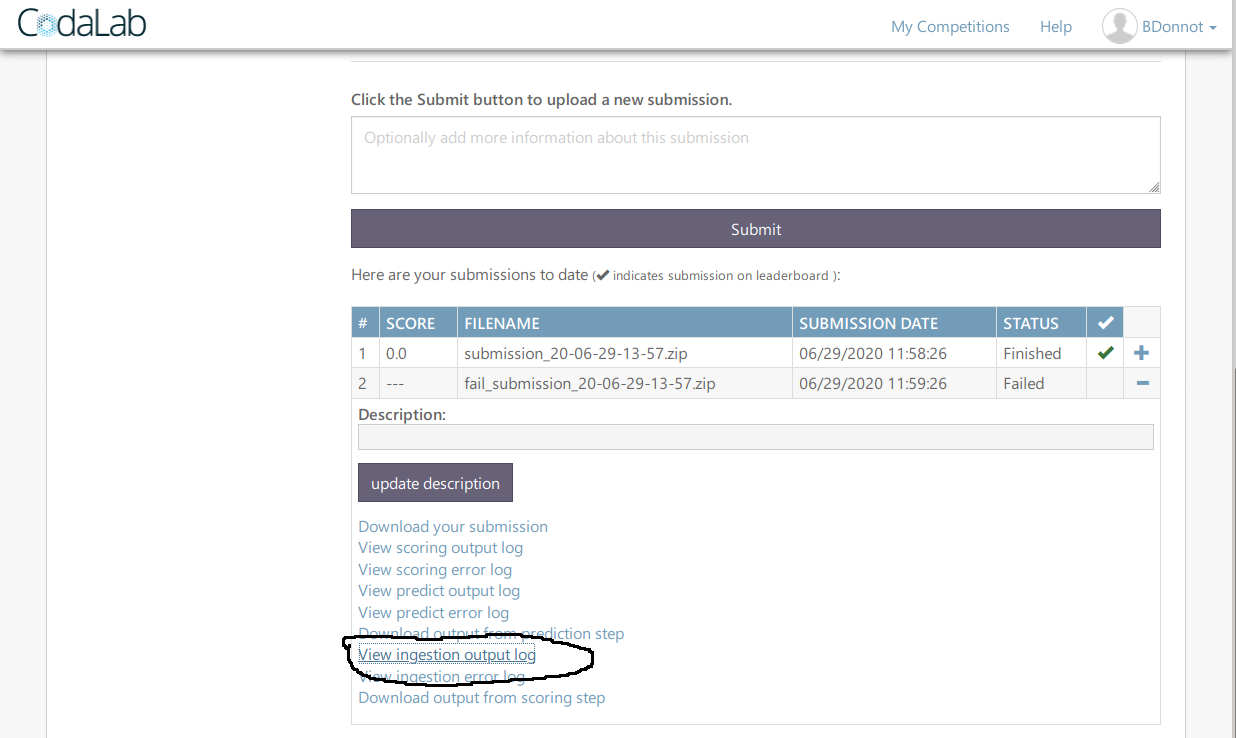 CodaLab
My Competitions Help BDonnot
Click the Submit button to upload a new submission.
Optionally add more information about this submission
Submit
Here are your submissions to date (✔ indicates submission on leaderboard ):
# SCORE FILENAME SUBMISSION DATE STATUS ✔
1 0.0 submission_20-06-29-13-57.zip 06/29/2020 11:58:26 Finished ✔ +
2 --- fail_submission_20-06-29-13-57.zip 06/29/2020 11:59:26 Failed −
Description:
update description
Download your submission
View scoring output log
View scoring error log
View predict output log
View predict error log
Download output from prediction step
View ingestion output log
View ingestion error log
Download output from scoring step